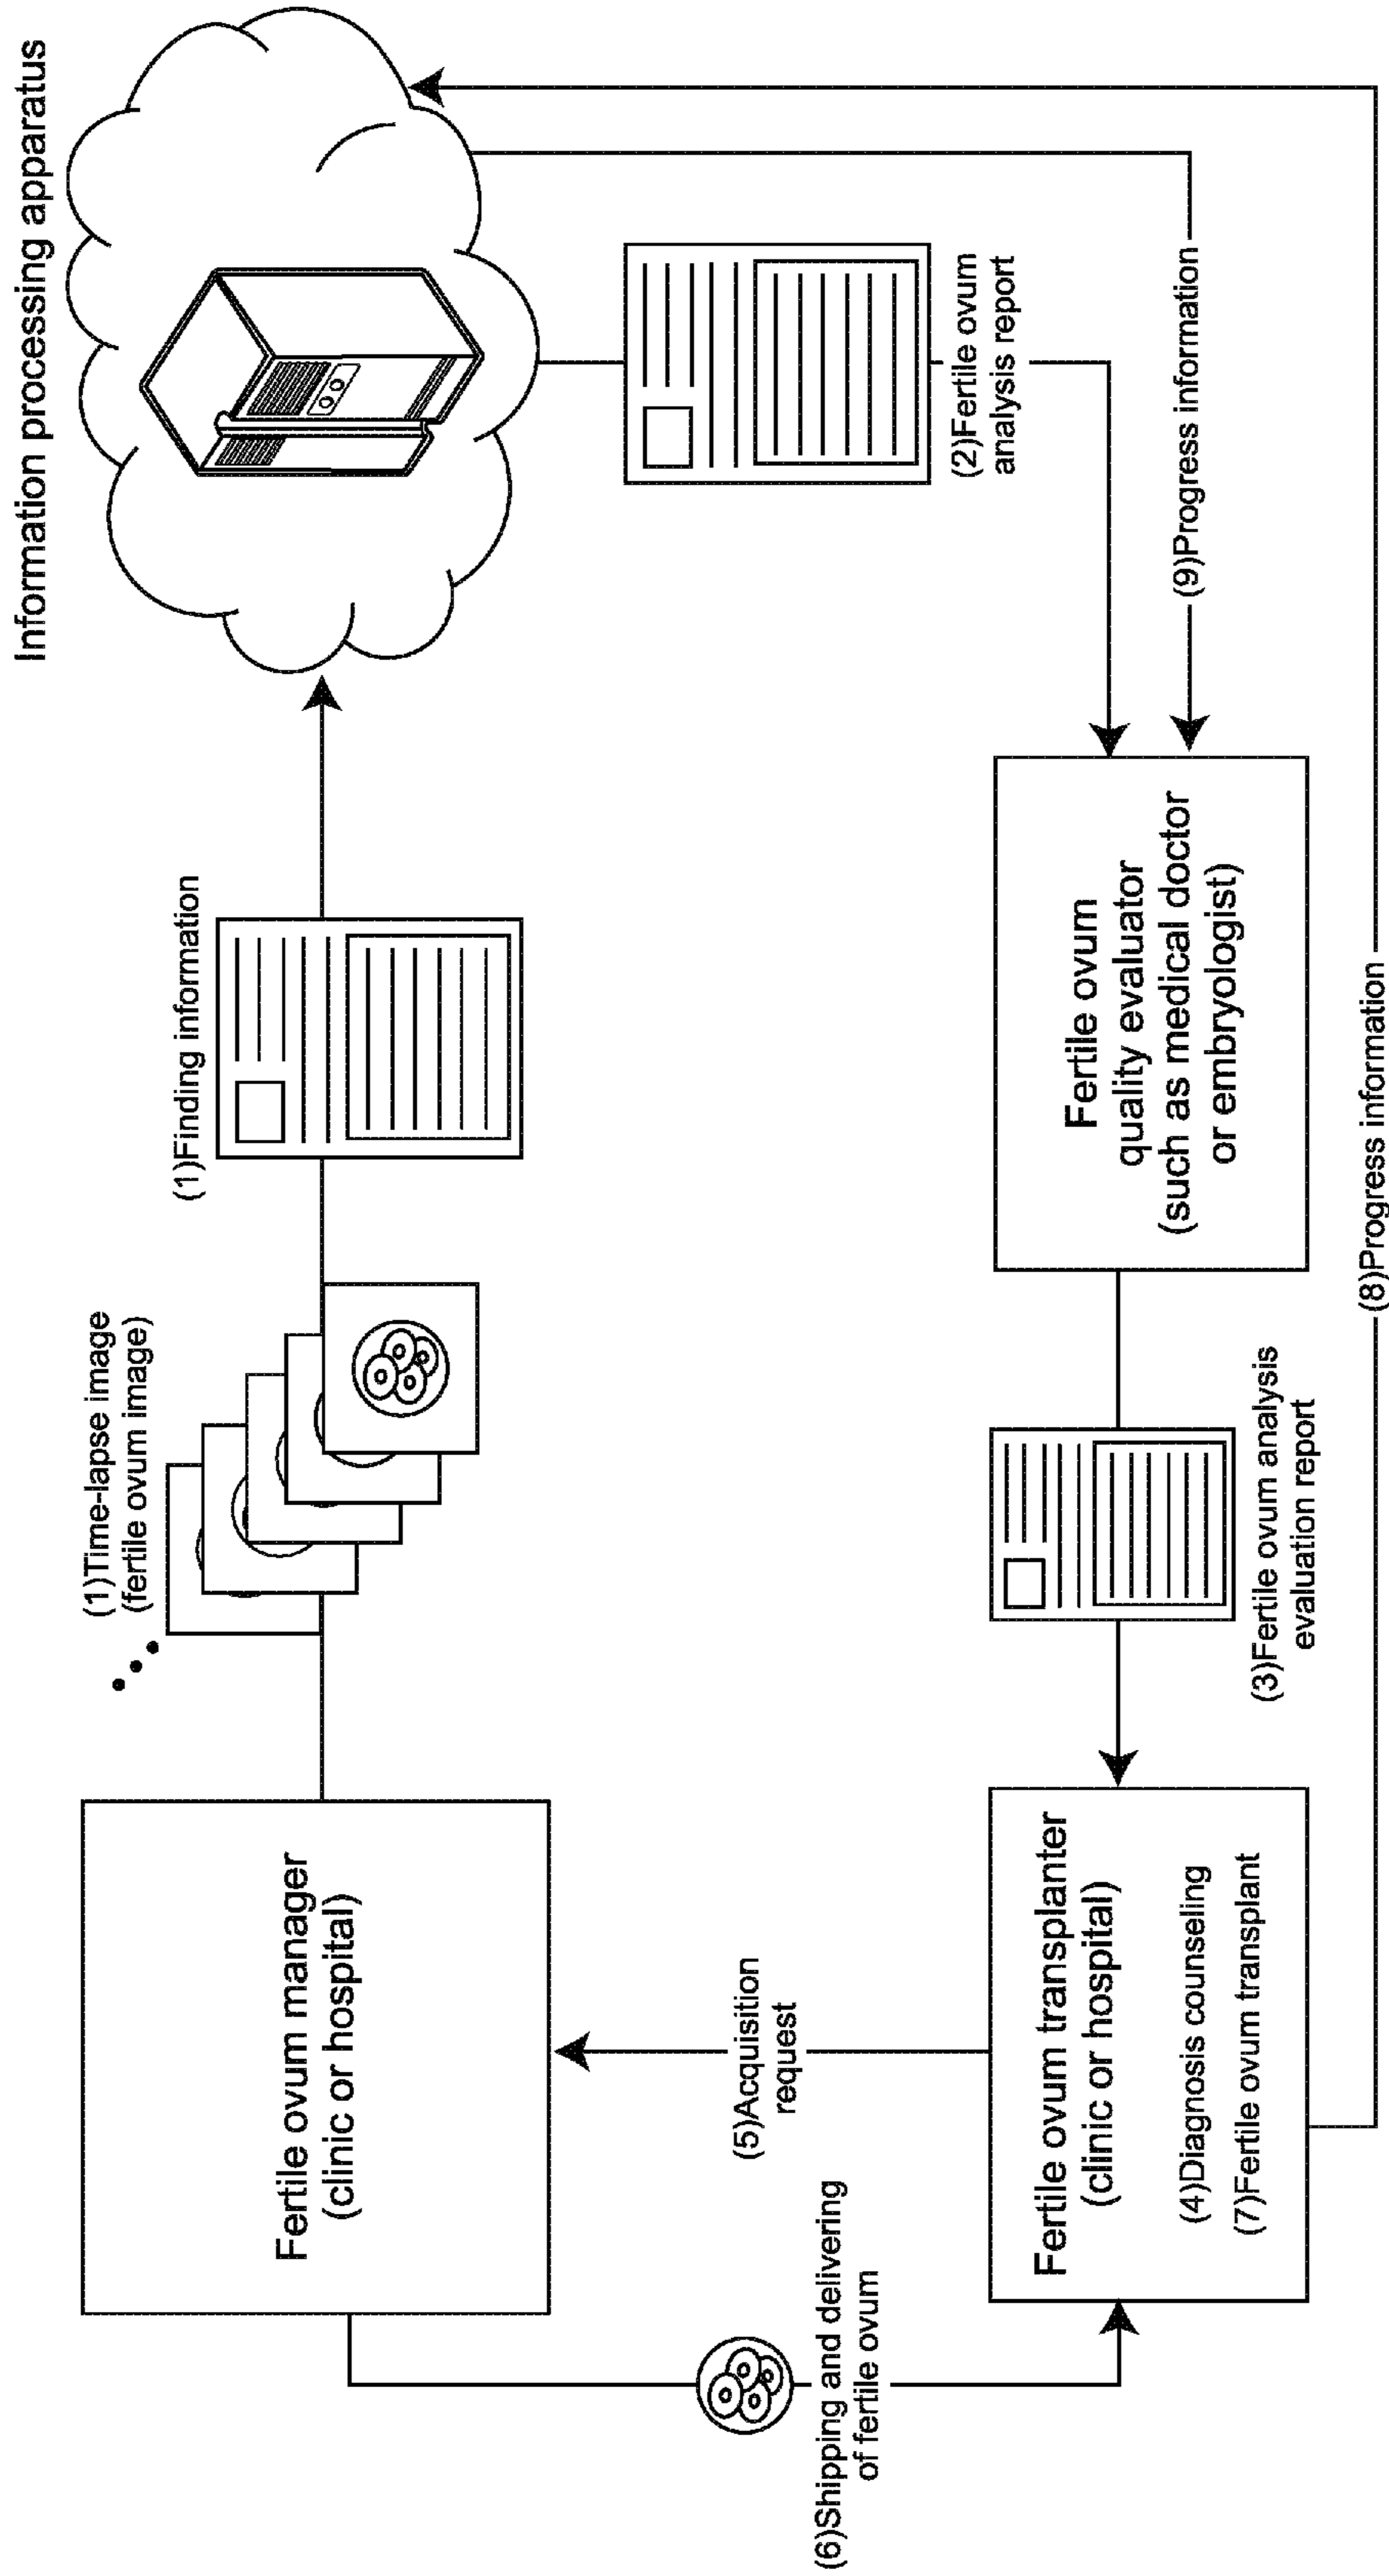 Information processing apparatus
(1)Time-lapse image
(fertile ovum image)
(1)Finding information
Fertile ovum manager
(clinic or hospital)
(2)Fertile ovum
analysis report
(9)Progress information
(5)Acquisition
request
(6)Shipping and delivering
of fertile ovum
Fertile ovum transplanter
(clinic or hospital)
(4)Diagnosis counseling
(7)Fertile ovum transplant
(3)Fertile ovum analysis
evaluation report
Fertile ovum
quality evaluator
(such as medical doctor
or embryologist)
(8)Progress information